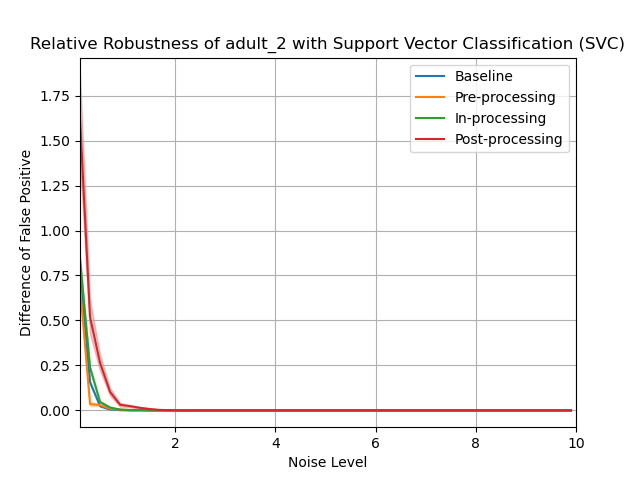 Relative Robustness of adult_2 with Support Vector Classification (SVC)
Baseline
Pre-processing
In-processing
Post-processing
Difference of False Positive
1.75
1.50
1.25
1.00
0.75
0.50
0.25
0.00
2
4
6
8
10
Noise Level